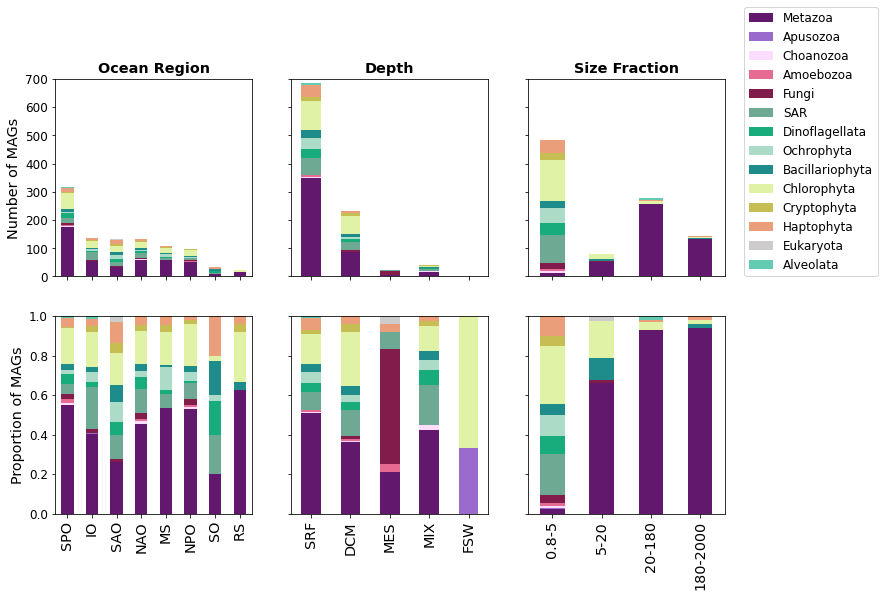 Metazoa
Apusozoa
Choanozoa
Amoebozoa
Fungi
SAR
Dinoflagellata
Ochrophyta
Bacillariophyta
Chlorophyta
Cryptophyta
Haptophyta
Eukaryota
Alveolata
Ocean Region
Depth
Size Fraction
Number of MAGs
700
600
500
400
300
200
100
0
Proportion of MAGs
1.0
0.8
0.6
0.4
0.2
0.0
SPO
IO
SAO
NAO
MS
NPO
SO
RS
SRF
DCM
MES
MIX
FSW
0.8-5
5-20
20-180
180-2000